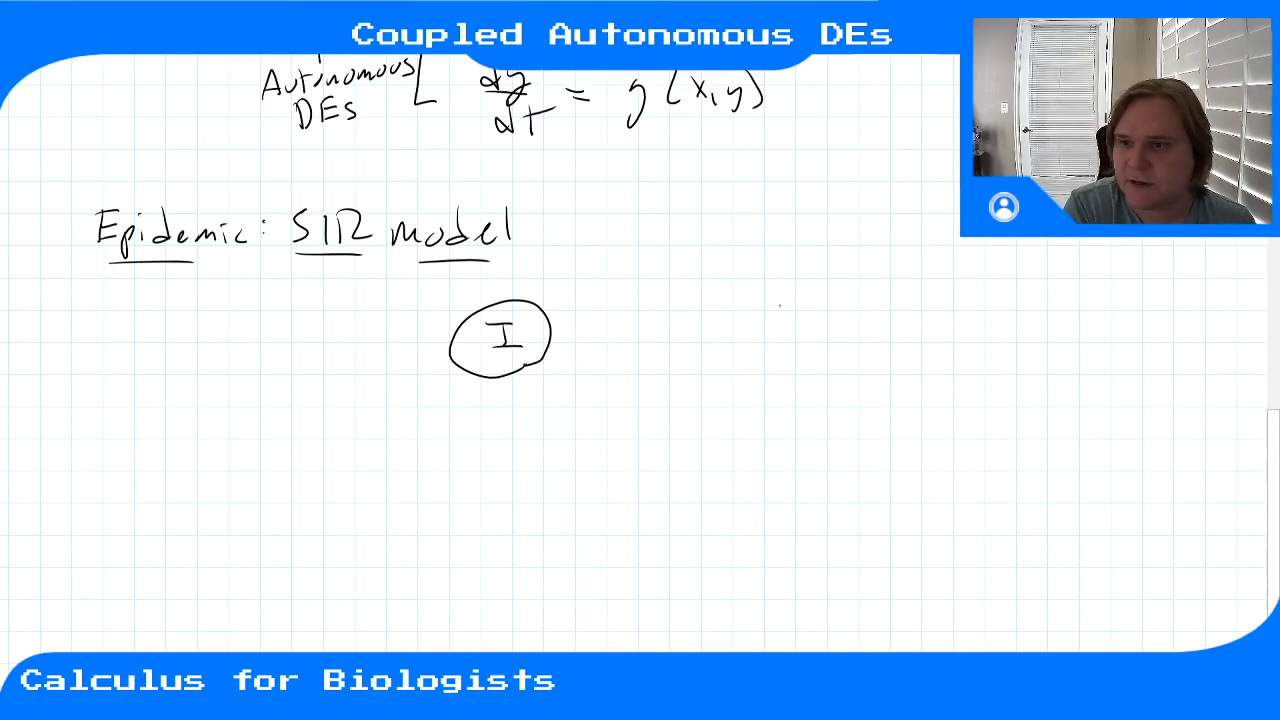 Coupled Autonomous DEs
Autonomous
DEs
dy
dt
= g(x,y)
Epidemic: SIR model
I
Calculus for Biologists